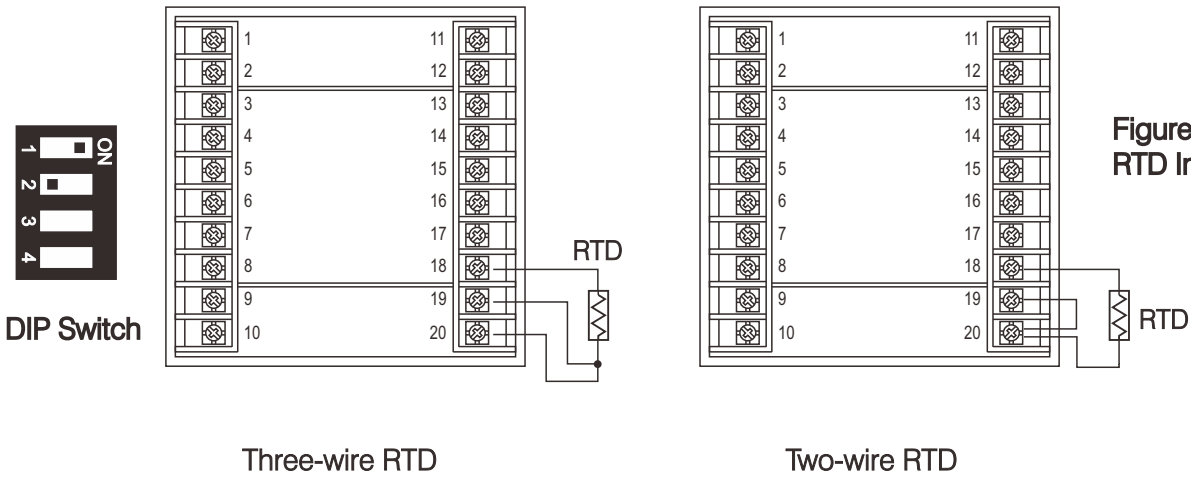 1 11 1 11
2 12 2 12
3 13 3 13
4 14 4 14
5 15 5 15
6 16 6 16
7 17 7 17
8 18 8 18
9 19 9 19
10 20 10 20
ON
1
2
3
4
DIP Switch
RTD
RTD
Figure
RTD
Three-wire RTD
Two-wire RTD